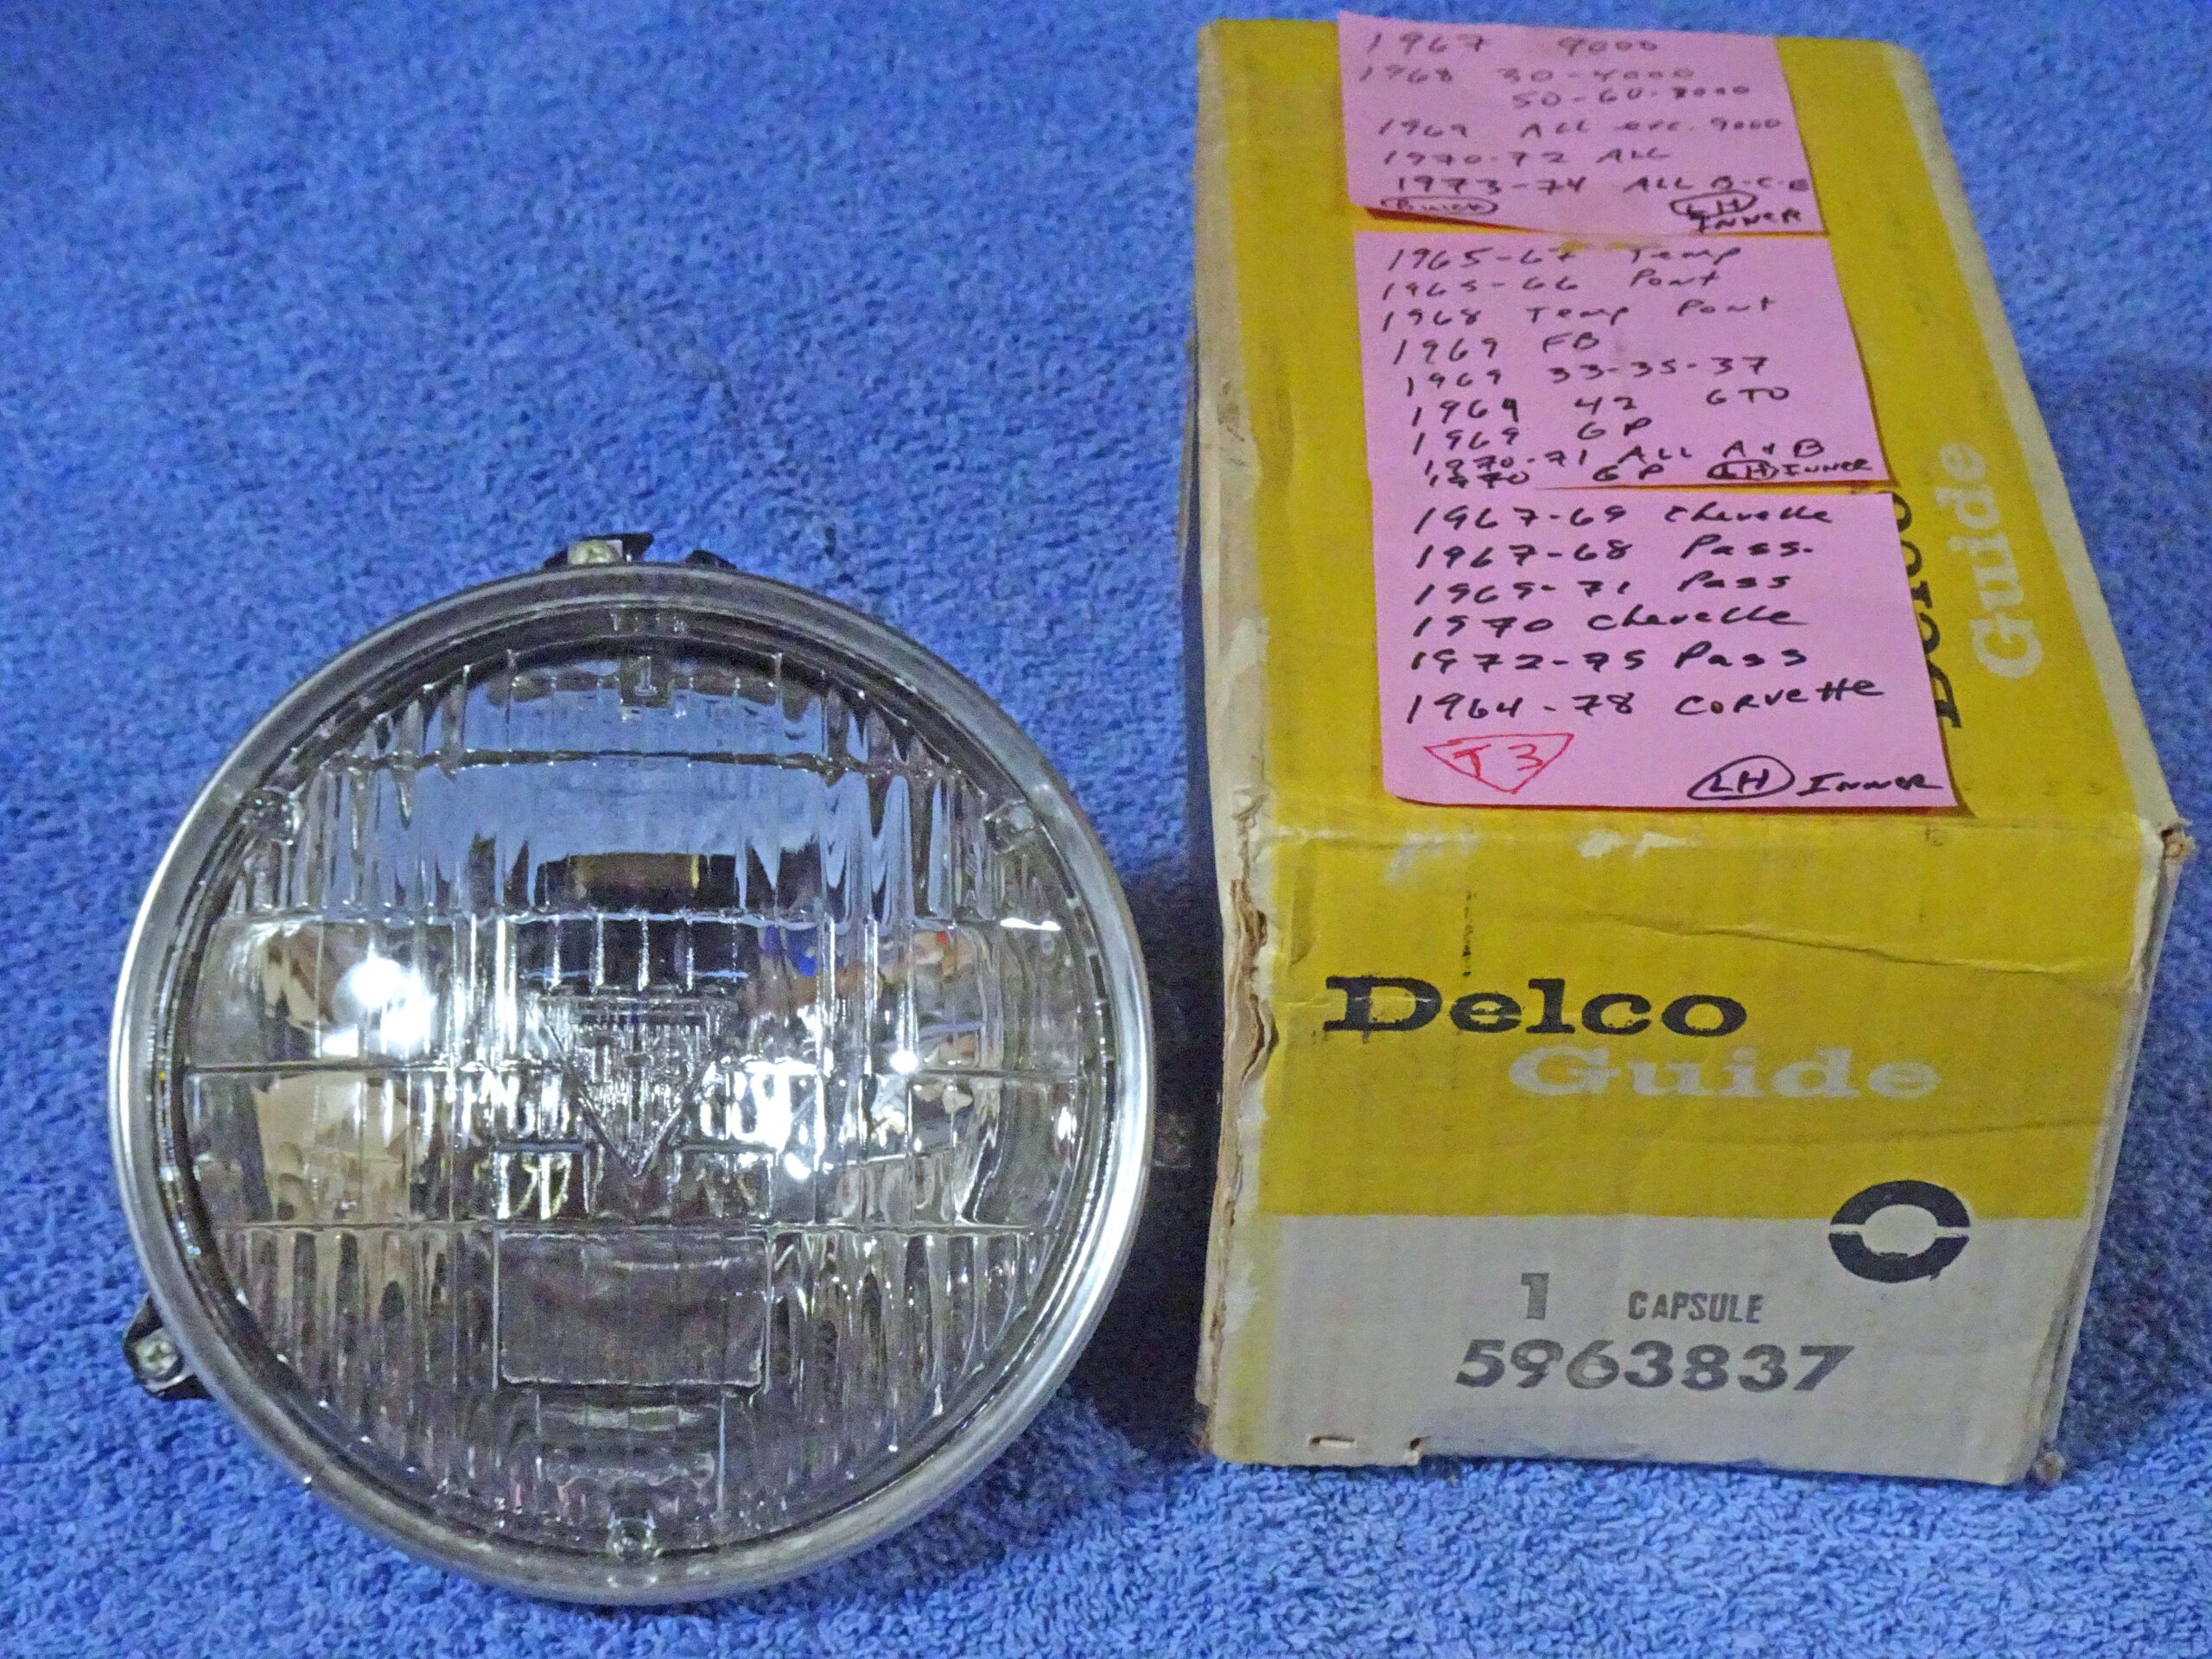 1967 9000
1968 30-4000
50-60-8000
1969 ALL exc. 9000
1970-72 ALL
1973-74 ALL B-C-E
Buick LH
INNER
1965-67 Temp
1965-66 Pont
1968 Temp Pont
1969 FB
1969 33-35-37
1969 42 GTO
1969 GP
1970-71 ALL A & B
1970 GP LH INNER
1967-69 Chevelle
1967-68 Pass.
1969-71 Pass
1970 Chevelle
1972-75 Pass
1964-78 CORVette
T3
LH INNER
Delco
Guide
Delco
Guide
1 CAPSULE
5963837
1
T3